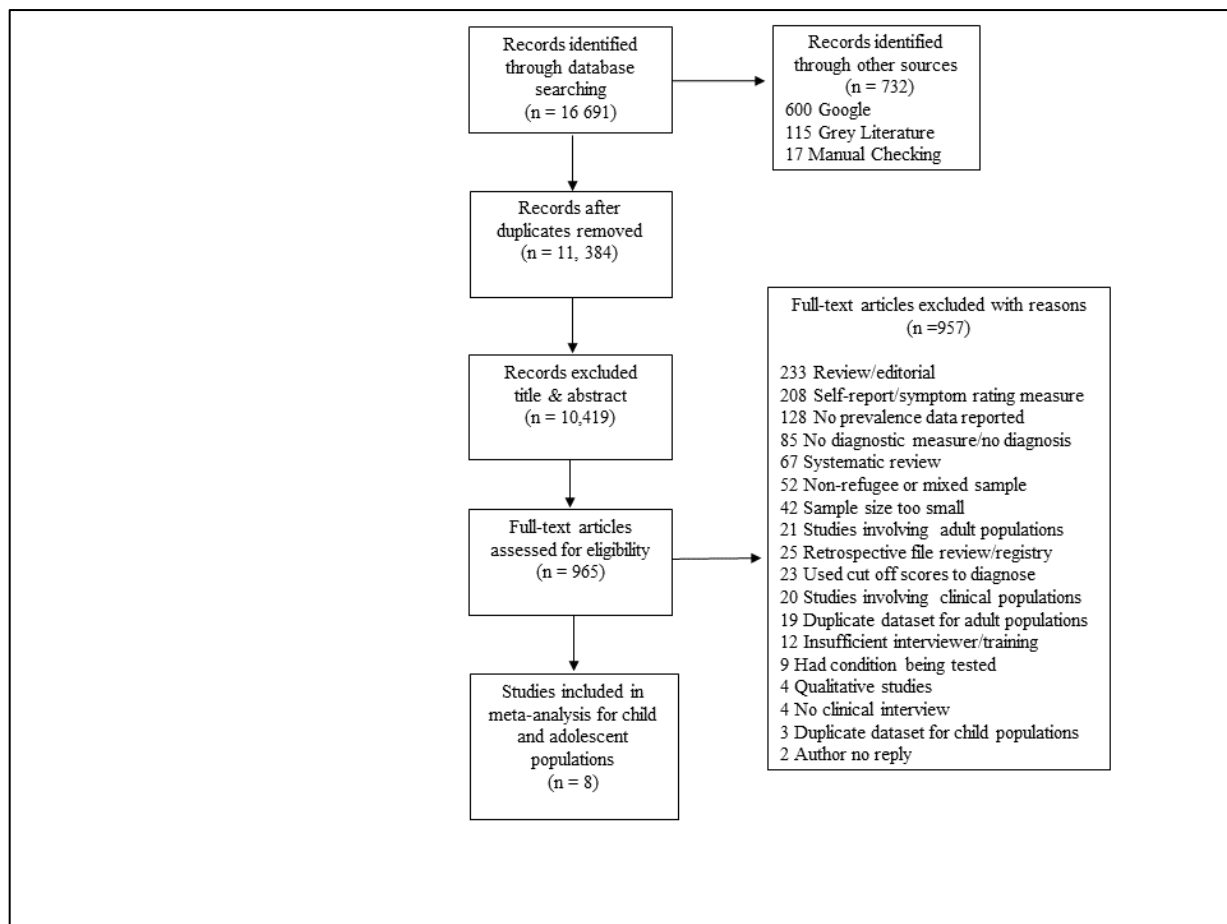 Records identified
through database
searching
(n = 16 691)
Records identified
through other sources
(n = 732)
600 Google
115 Grey Literature
17 Manual Checking
Records after
duplicates removed
(n = 11, 384)
Records excluded
title & abstract
(n = 10,419)
Full-text articles
assessed for eligibility
(n = 965)
Full-text articles excluded with reasons
(n =957)
233 Review/editorial
208 Self-report/symptom rating measure
128 No prevalence data reported
85 No diagnostic measure/no diagnosis
67 Systematic review
52 Non-refugee or mixed sample
42 Sample size too small
21 Studies involving adult populations
25 Retrospective file review/registry
23 Used cut off scores to diagnose
20 Studies involving clinical populations
19 Duplicate dataset for adult populations
12 Insufficient interviewer/training
9 Had condition being tested
4 Qualitative studies
4 No clinical interview
3 Duplicate dataset for child populations
2 Author no reply
Studies included in
meta-analysis for child
and adolescent
populations
(n = 8)